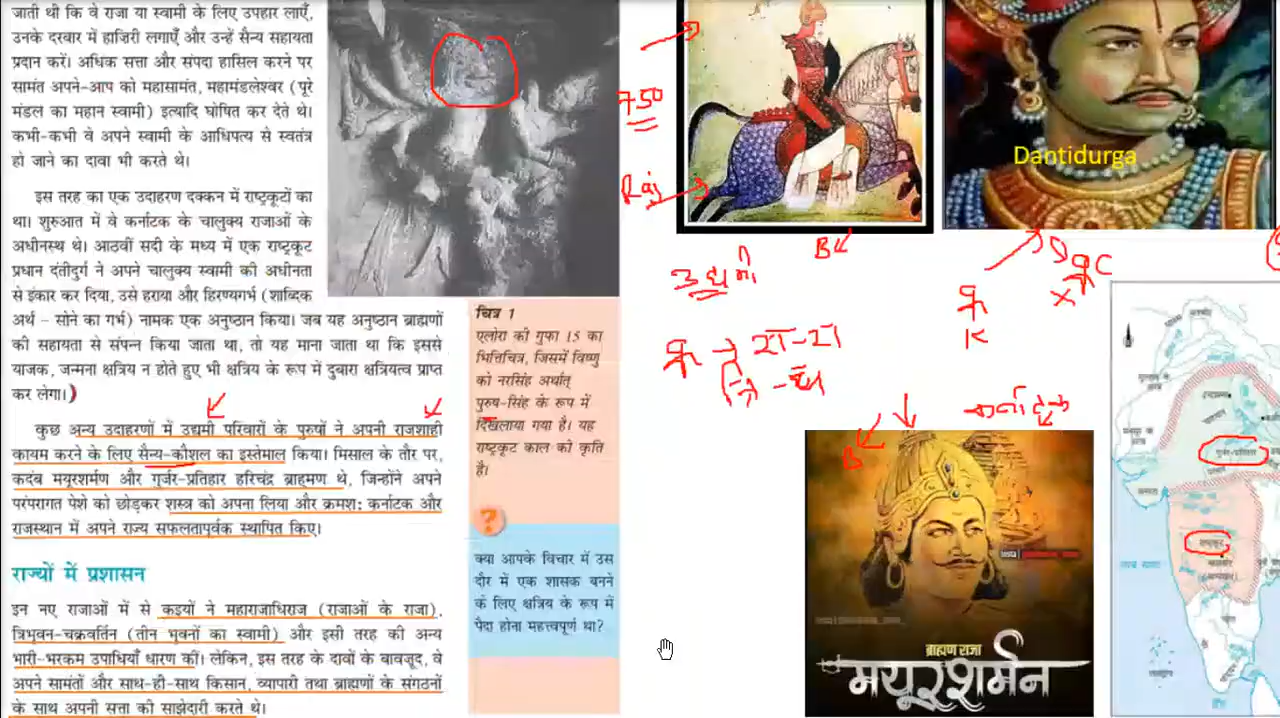 जाती थी कि वे राजा या स्वामी के लिए उपहार लाएँ,
उनके दरबार में हाजिरी लगाएँ और उन्हें सैन्य सहायता
प्रदान करें। अधिक सत्ता और संपदा हासिल करने पर
सामंत अपने-आप को महासामंत, महामंडलेश्वर (पूरे
मंडल का महान स्वामी) इत्यादि घोषित कर देते थे।
कभी-कभी वे अपने स्वामी के आधिपत्य से स्वतंत्र
हो जाने का दावा भी करते थे।
इस तरह का एक उदाहरण दक्कन में राष्ट्रकूटों का
था। शुरुआत में वे कर्नाटक के चालुक्य राजाओं के
अधीनस्थ थे। आठवीं सदी के मध्य में एक राष्ट्रकूट
प्रधान दंतीदुर्ग ने अपने चालुक्य स्वामी की अधीनता
से इंकार कर दिया, उसे हराया और हिरण्यगर्भ (शाब्दिक
अर्थ – सोने का गर्भ) नामक एक अनुष्ठान किया। जब यह अनुष्ठान ब्राह्मणों
की सहायता से संपन्न किया जाता था, तो यह माना जाता था कि इससे
याजक, जन्मना क्षत्रिय न होते हुए भी क्षत्रिय के रूप में दुबारा क्षत्रियत्व प्राप्त
कर लेगा।
कुछ अन्य उदाहरणों में उद्यमी परिवारों के पुरुषों ने अपनी राजशाही
कायम करने के लिए सैन्य-कौशल का इस्तेमाल किया। मिसाल के तौर पर,
कदंब मयूरशर्मण और गुर्जर-प्रतिहार हरिचंद्र ब्राह्मण थे, जिन्होंने अपने
परंपरागत पेशे को छोड़कर शस्त्र को अपना लिया और क्रमशः कर्नाटक और
राजस्थान में अपने राज्य सफलतापूर्वक स्थापित किए।
राज्यों में प्रशासन
इन नए राजाओं में से कइयों ने महाराजाधिराज (राजाओं के राजा),
त्रिभुवन-चक्रवर्तिन (तीन भुवनों का स्वामी) और इसी तरह की अन्य
भारी-भरकम उपाधियाँ धारण कीं। लेकिन, इस तरह के दावों के बावजूद, वे
अपने सामंतों और साथ-ही-साथ किसान, व्यापारी तथा ब्राह्मणों के संगठनों
के साथ अपनी सत्ता की साझेदारी करते थे।
चित्र 1
एलोरा की गुफा 15 का
भित्तिचित्र, जिसमें विष्णु
को नरसिंह अर्थात्
पुरुष-सिंह के रूप में
दिखलाया गया है। यह
राष्ट्रकूट काल की कृति
है।
?
क्या आपके विचार में उस
दौर में एक शासक बनने
के लिए क्षत्रिय के रूप में
पैदा होना महत्त्वपूर्ण था?
750
Raj
B
उद्यमी
Dantidurga
K
B
ब्राह्मण राजा
मयूरशर्मन
गुर्जर-प्रतिहार
राष्ट्रकूट